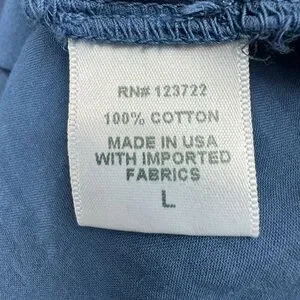 RN# 123722
100% COTTON
MADE IN USA
WITH IMPORTED
FABRICS
L